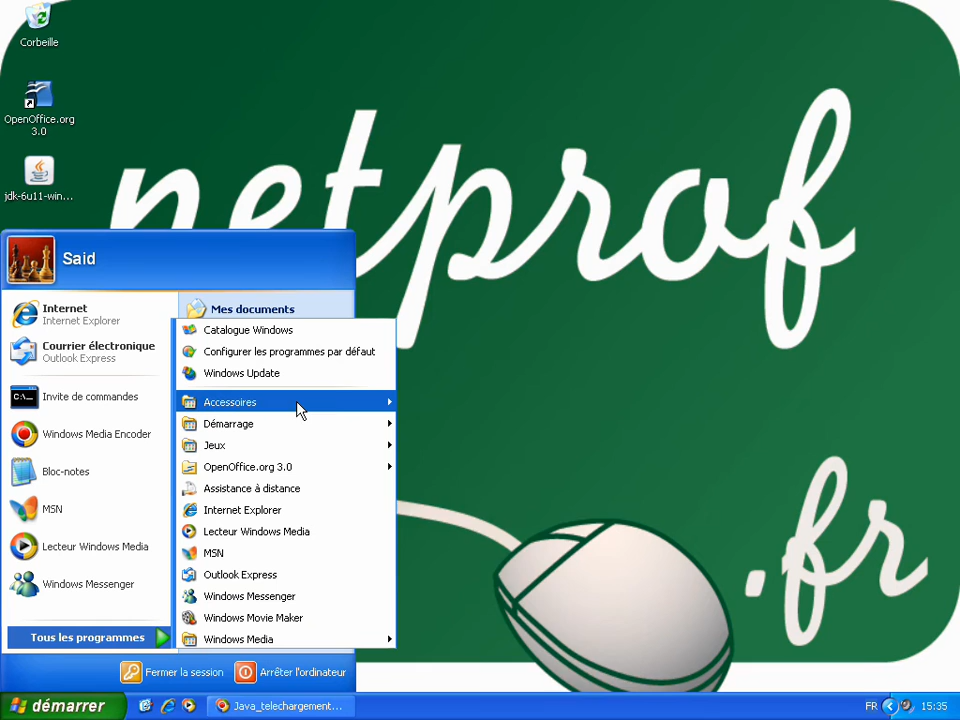 Corbeille
OpenOffice.org
3.0
jdk-6u11-win...
netprof
.fr
Said
Internet
Internet Explorer
Courrier électronique
Outlook Express
Invite de commandes
Windows Media Encoder
Bloc-notes
MSN
Lecteur Windows Media
Windows Messenger
Tous les programmes
Mes documents
Catalogue Windows
Configurer les programmes par défaut
Windows Update
Accessoires
Démarrage
Jeux
OpenOffice.org 3.0
Assistance à distance
Internet Explorer
Lecteur Windows Media
MSN
Outlook Express
Windows Messenger
Windows Movie Maker
Windows Media
Fermer la session
Arrêter l'ordinateur
démarrer
Java_telechargement...
FR
15:35